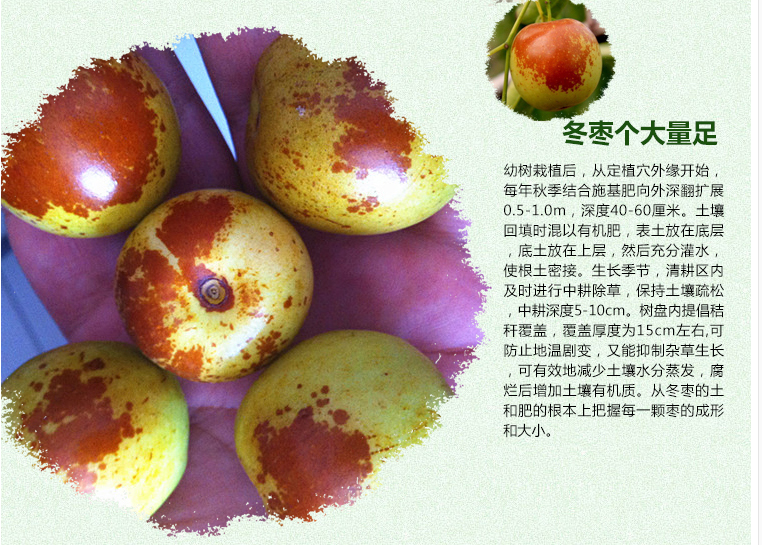 冬枣个大量足
幼树栽植后，从定植穴外缘开始，
每年秋季结合施基肥向外深翻扩展
0.5-1.0m，深度40-60厘米。土壤
回填时混以有机肥，表土放在底层
，底土放在上层，然后充分灌水，
使根土密接。生长季节，清耕区内
及时进行中耕除草，保持土壤疏松
，中耕深度5-10cm。树盘内提倡秸
秆覆盖，覆盖厚度为15cm左右,可
防止地温剧变，又能抑制杂草生长
，可有效地减少土壤水分蒸发，腐
烂后增加土壤有机质。从冬枣的土
和肥的根本上把握每一颗枣的成形
和大小。